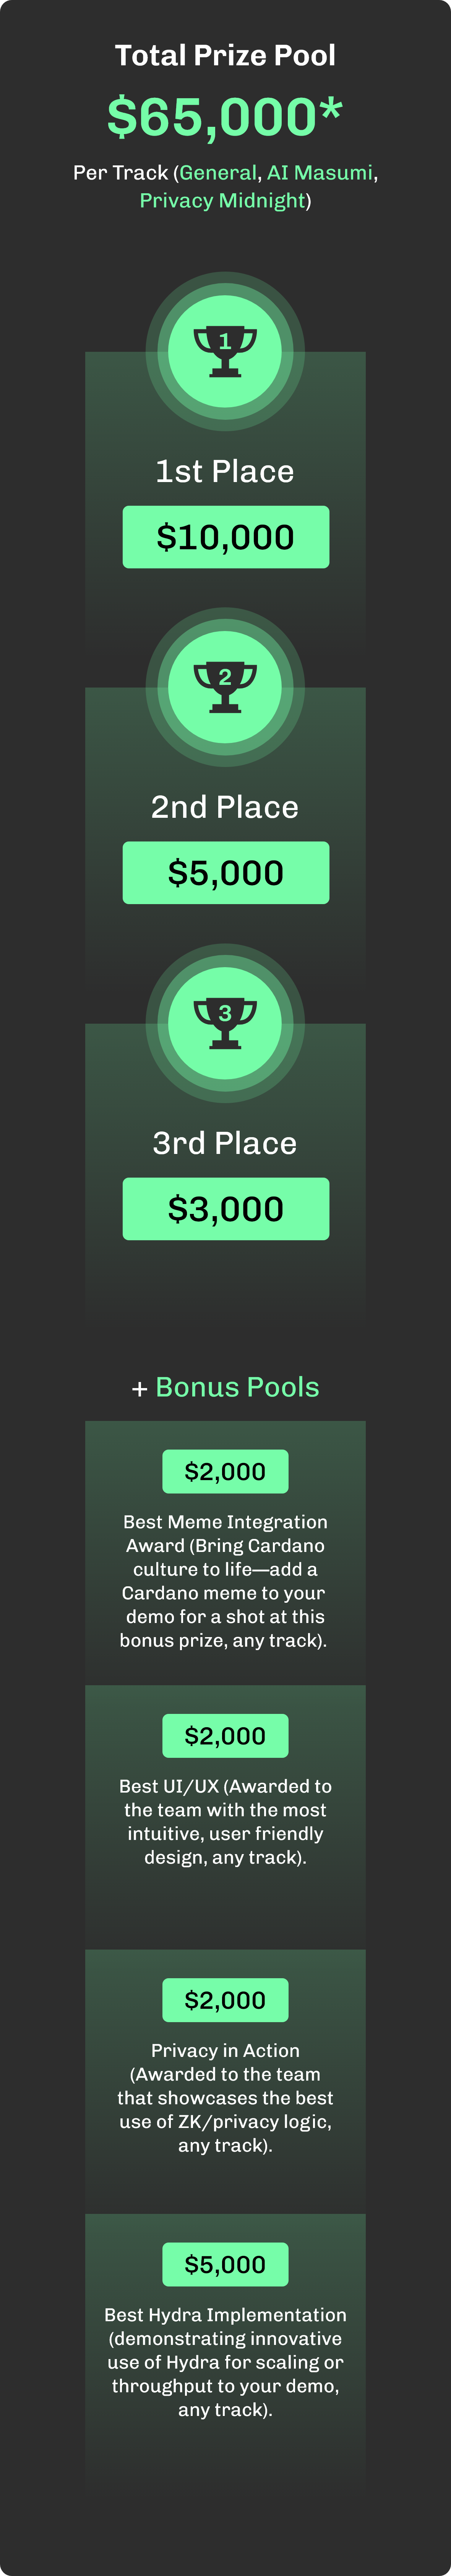 Total Prize Pool
$65,000*
Per Track (General, AI Masumi,
Privacy Midnight)
1
1st Place
$10,000
2
2nd Place
$5,000
3
3rd Place
$3,000
+ Bonus Pools
$2,000
Best Meme Integration
Award (Bring Cardano
culture to life—add a
Cardano meme to your
demo for a shot at this
bonus prize, any track).
$2,000
Best UI/UX (Awarded to
the team with the most
intuitive, user friendly
design, any track).
$2,000
Privacy in Action
(Awarded to the team
that showcases the best
use of ZK/privacy logic,
any track).
$5,000
Best Hydra Implementation
(demonstrating innovative
use of Hydra for scaling or
throughput to your demo,
any track).